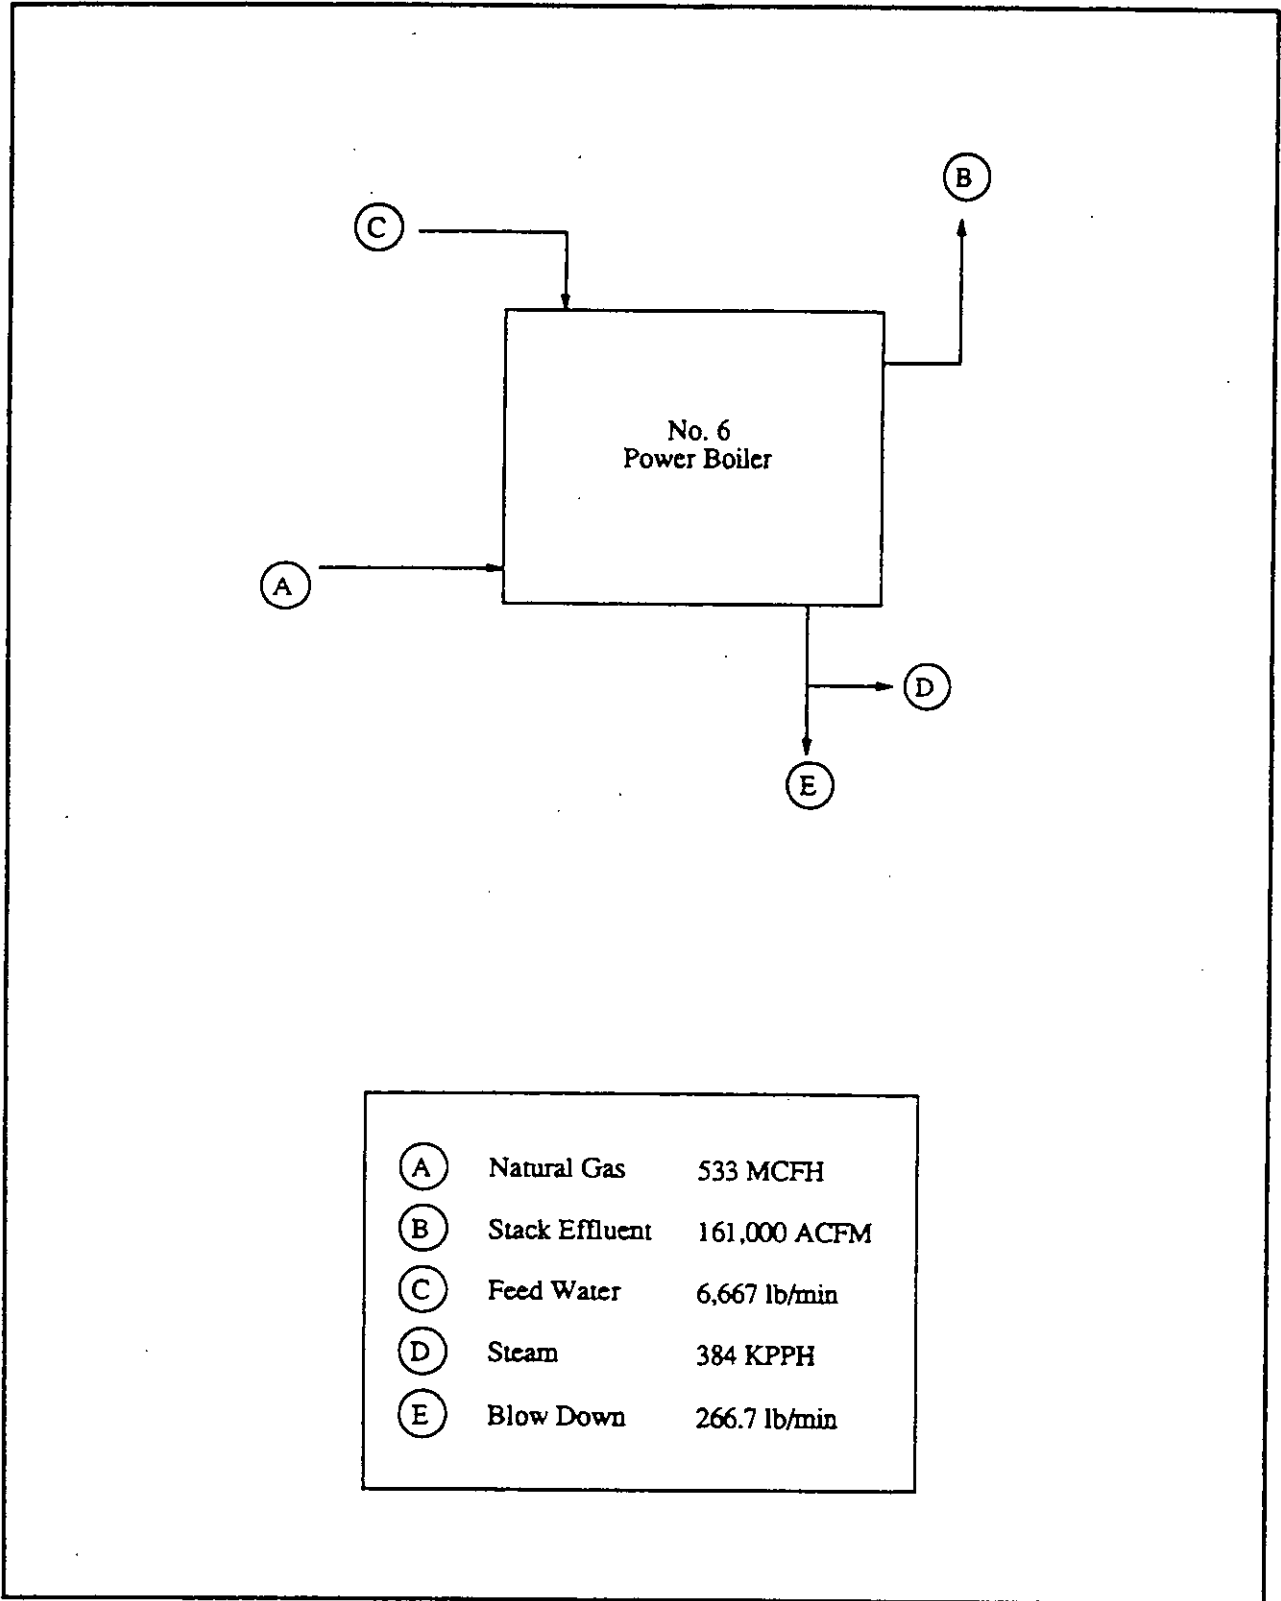 B
C
No. 6
Power Boiler
A
D
E
A Natural Gas 533 MCFH
B Stack Effluent 161,000 ACFM
C Feed Water 6,667 lb/min
D Steam 384 KPPH
E Blow Down 266.7 lb/min